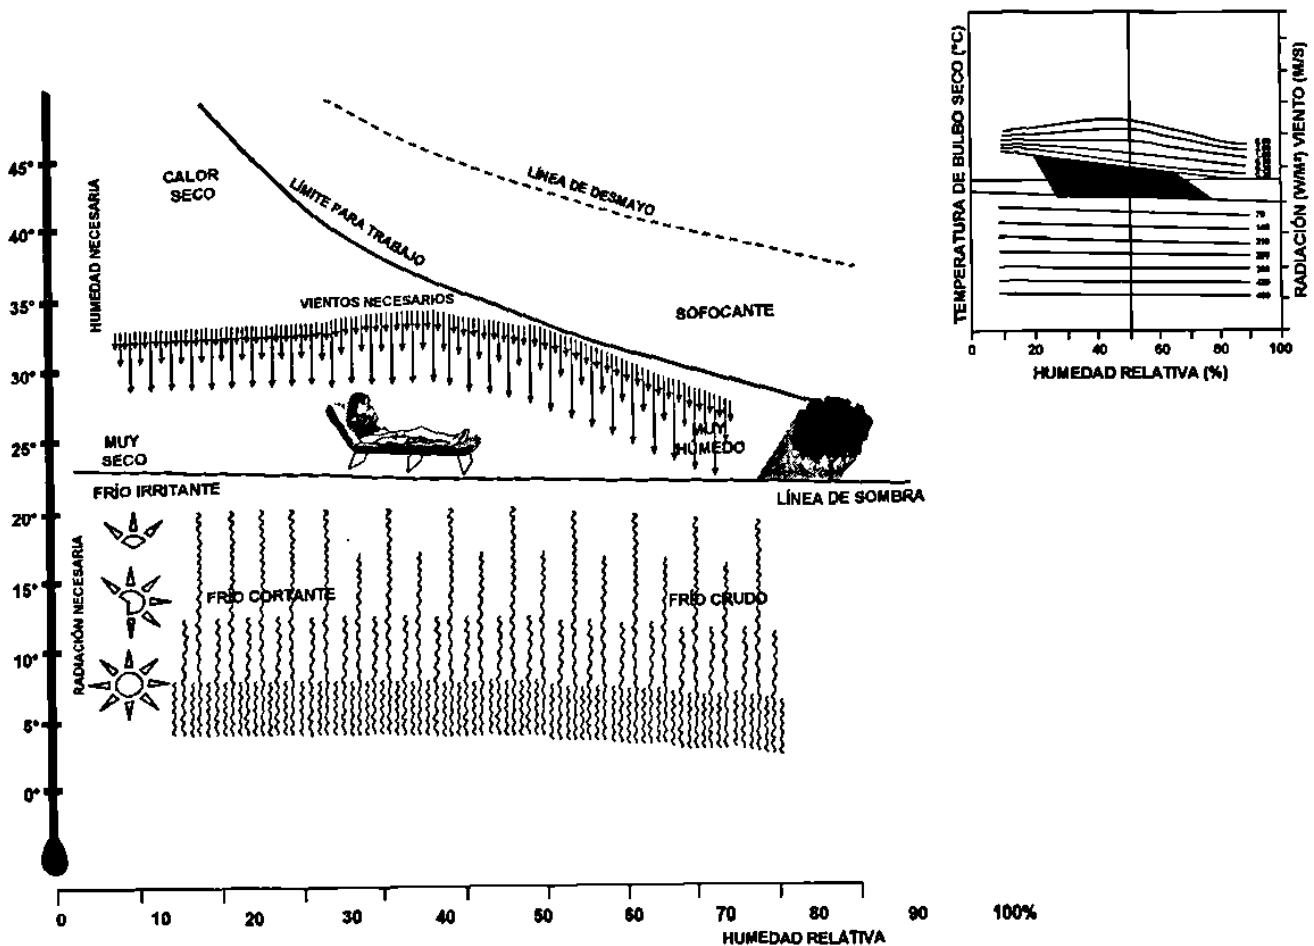 45°
40°
35°
30°
25°
20°
15°
10°
5°
0°
HUMEDAD NECESARIA
CALOR
SECO
LÍMITE PARA TRABAJO
LÍNEA DE DESMAYO
VIENTOS NECESARIOS
SOFOCANTE
MUY
SECO
MUY
HÚMEDO
FRÍO IRRITANTE
LÍNEA DE SOMBRA
RADIACIÓN NECESARIA
FRÍO CORTANTE
FRÍO CRUDO
0 10 20 30 40 50 60 70 80 90 100%
HUMEDAD RELATIVA
TEMPERATURA DE BULBO SECO (°C)
RADIACIÓN (W/M²) VIENTO (M/S)
0 20 40 60 80 100
HUMEDAD RELATIVA (%)